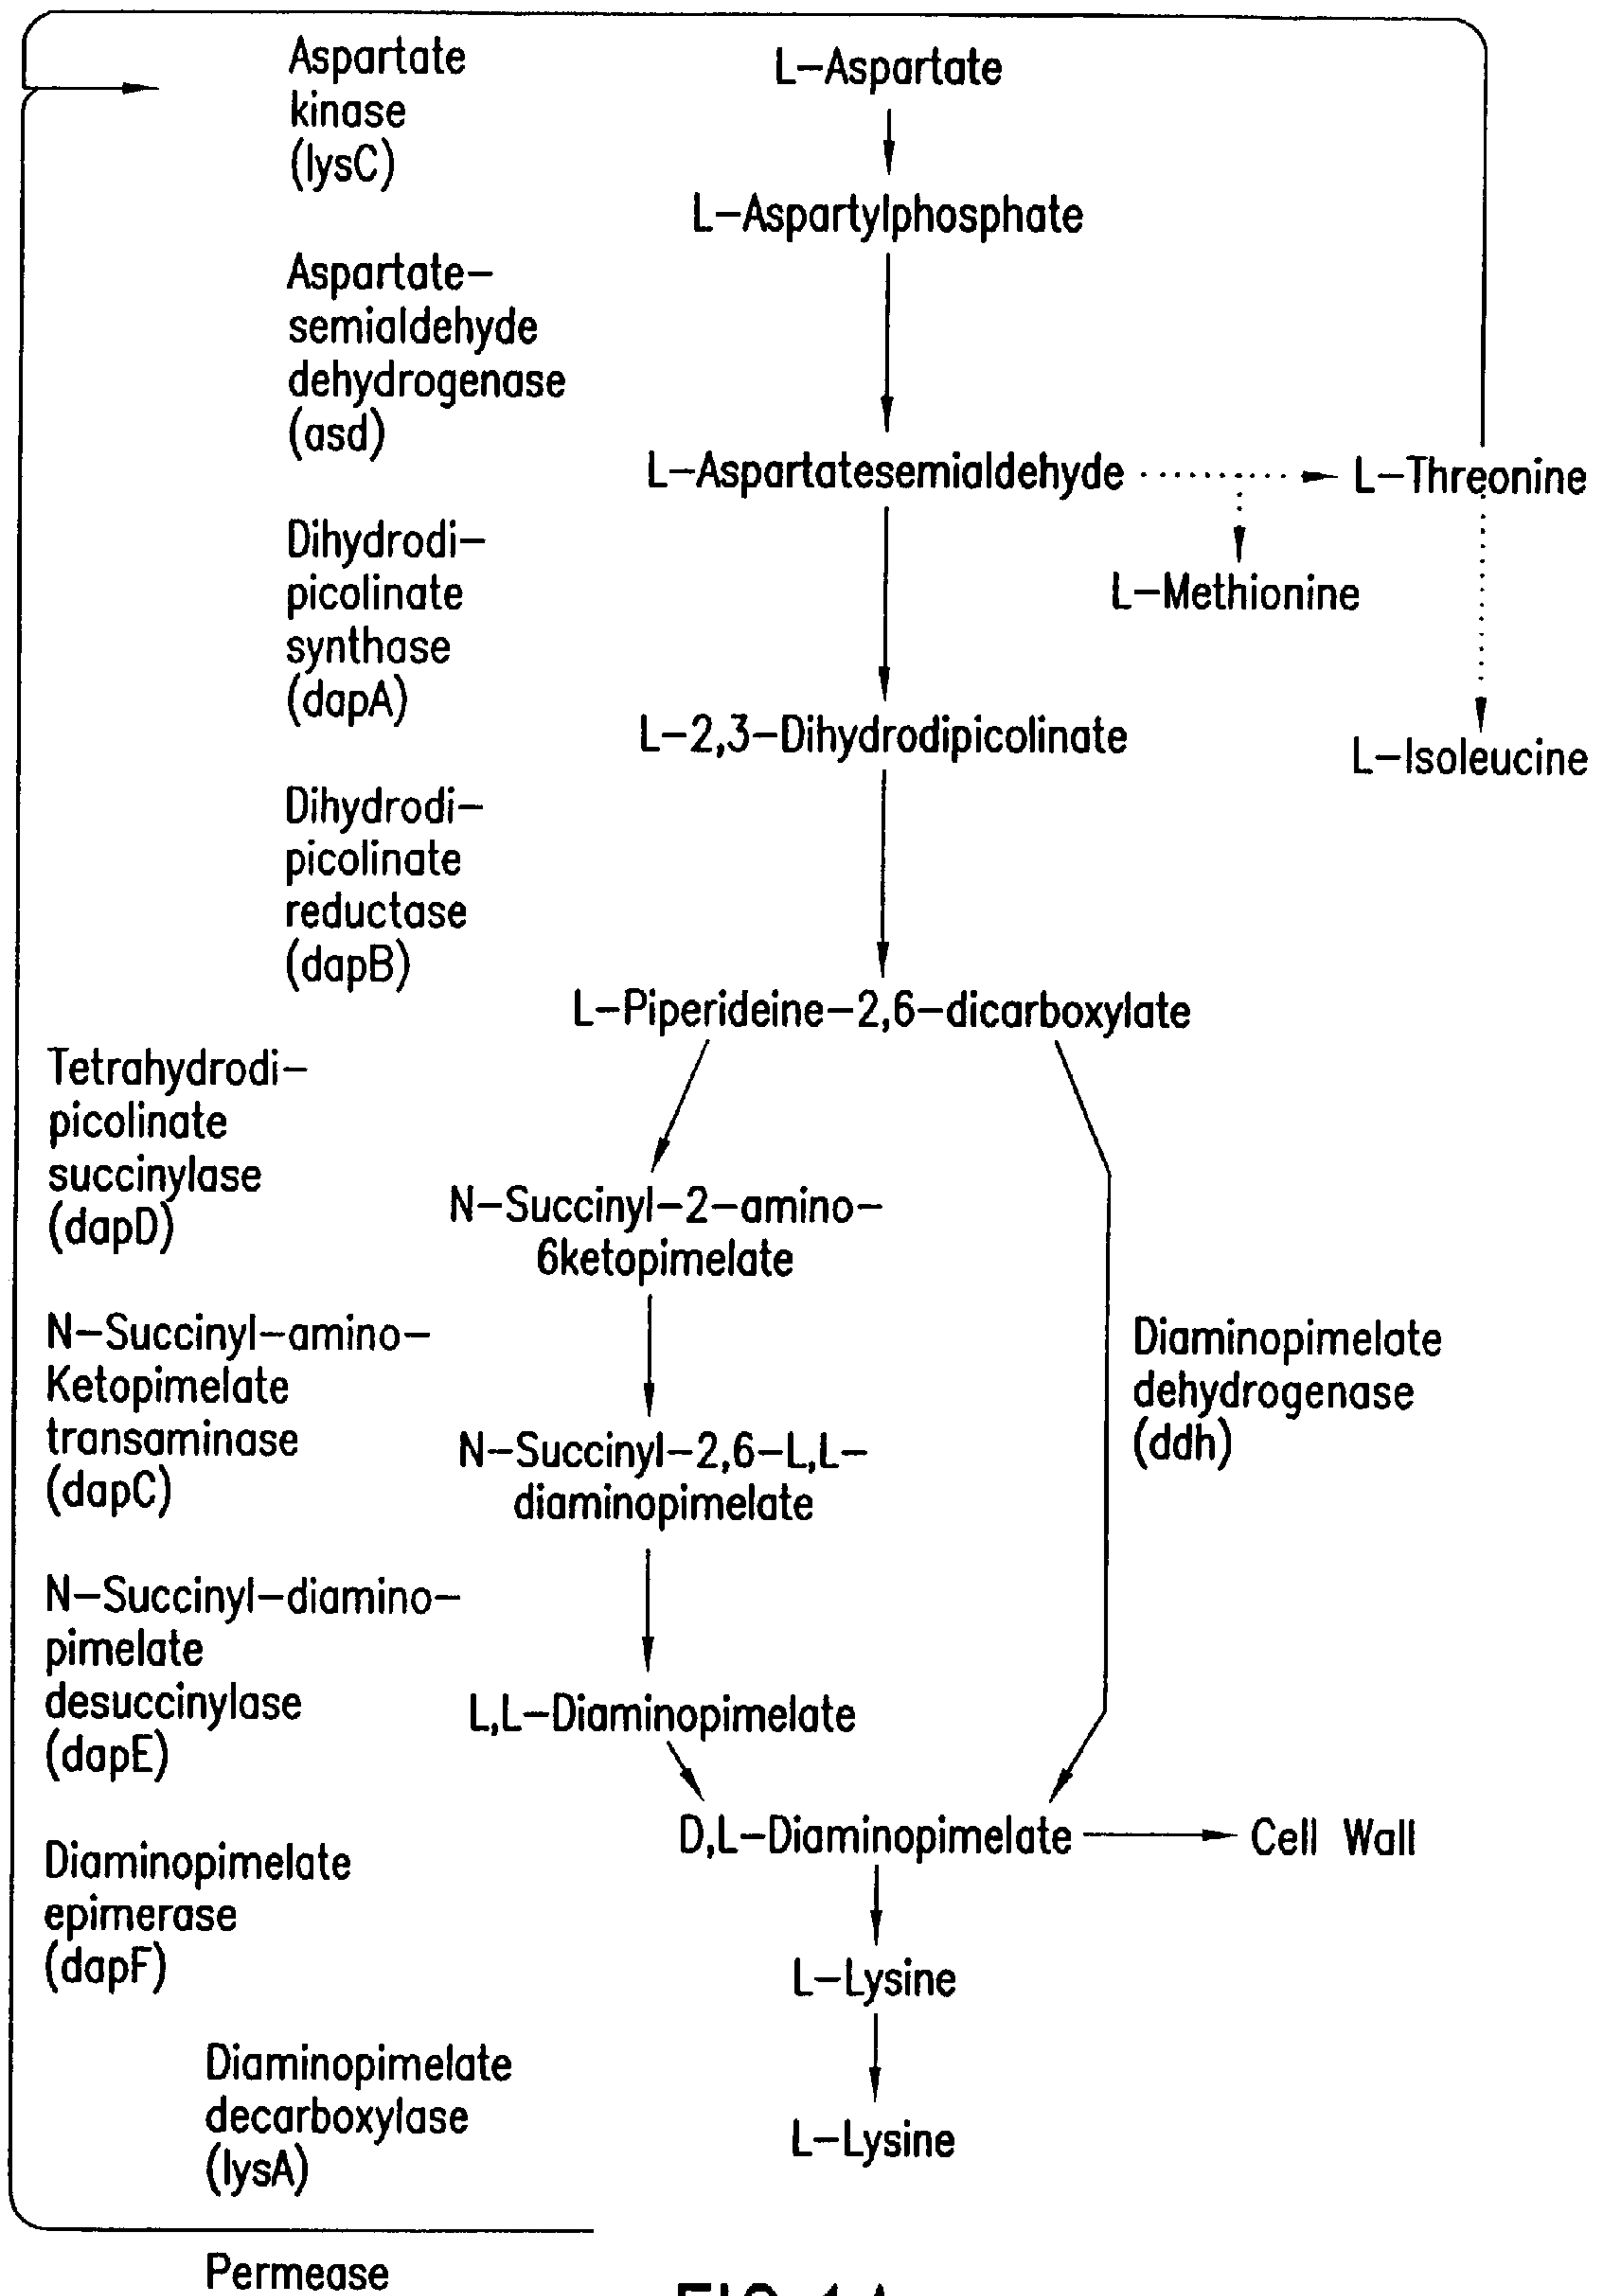 Aspartate
kinase
(lysC)
L-Aspartate
L-Aspartylphosphate
Aspartate-
semialdehyde
dehydrogenase
(asd)
L-Aspartatesemialdehyde
L-Threonine
L-Methionine
L-Isoleucine
Dihydrodi-
picolinate
synthase
(dapA)
L-2,3-Dihydrodipicolinate
Dihydrodi-
picolinate
reductase
(dapB)
L-Piperideine-2,6-dicarboxylate
Tetrahydrodi-
picolinate
succinylase
(dapD)
N-Succinyl-2-amino-
6ketopimelate
N-Succinyl-amino-
Ketopimelate
transaminase
(dapC)
N-Succinyl-2,6-L,L-
diaminopimelate
Diaminopimelate
dehydrogenase
(ddh)
N-Succinyl-diamino-
pimelate
desuccinylase
(dapE)
L,L-Diaminopimelate
D,L-Diaminopimelate
Cell Wall
Diaminopimelate
epimerase
(dapF)
L-Lysine
Diaminopimelate
decarboxylase
(lysA)
L-Lysine
Permease